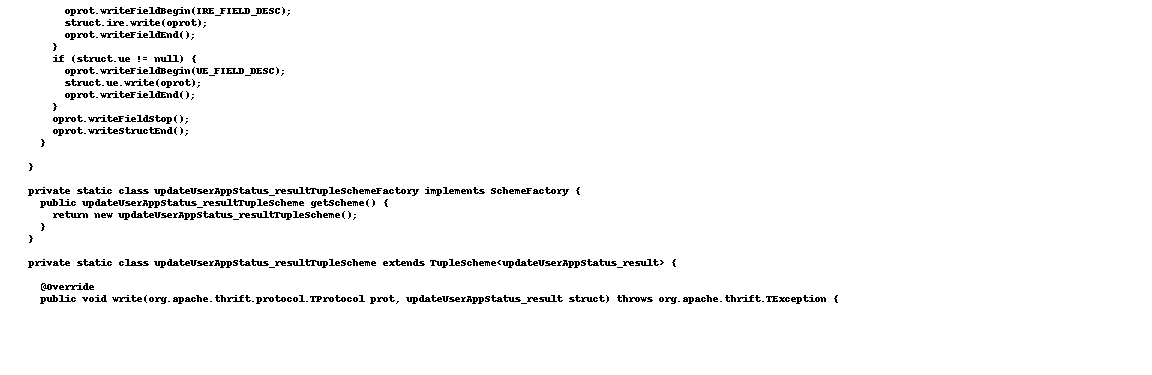 oprot.writeFieldBegin(IRE_FIELD_DESC);
      struct.ire.write(oprot);
      oprot.writeFieldEnd();
    }
    if (struct.ue != null) {
      oprot.writeFieldBegin(UE_FIELD_DESC);
      struct.ue.write(oprot);
      oprot.writeFieldEnd();
    }
    oprot.writeFieldStop();
    oprot.writeStructEnd();
  }

}

private static class updateUserAppStatus_resultTupleSchemeFactory implements SchemeFactory {
  public updateUserAppStatus_resultTupleScheme getScheme() {
    return new updateUserAppStatus_resultTupleScheme();
  }
}

private static class updateUserAppStatus_resultTupleScheme extends TupleScheme<updateUserAppStatus_result> {

  @Override
  public void write(org.apache.thrift.protocol.TProtocol prot, updateUserAppStatus_result struct) throws org.apache.thrift.TException {